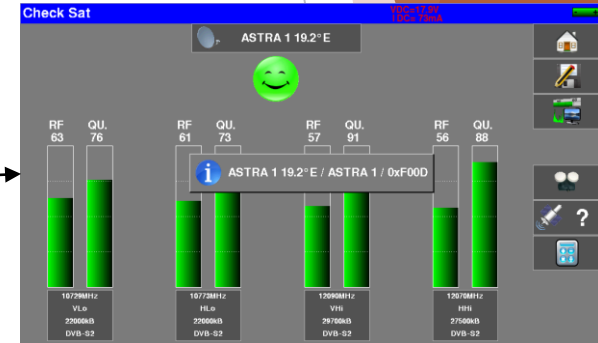 Check Sat
VDC=17,9V
IDC= 73mA
ASTRA 1 19.2° E
RF QU. RF QU. RF QU. RF QU.
63 76 61 73 57 91 56 88
i ASTRA 1 19.2°E / ASTRA 1 / 0xF00D
?
10729MHz 10773MHz 12090MHz 12070MHz
VLo HLo VHi HHi
22000kB 22000kB 29700kB 27500kB
DVB-S2 DVB-S2 DVB-S2 DVB-S2